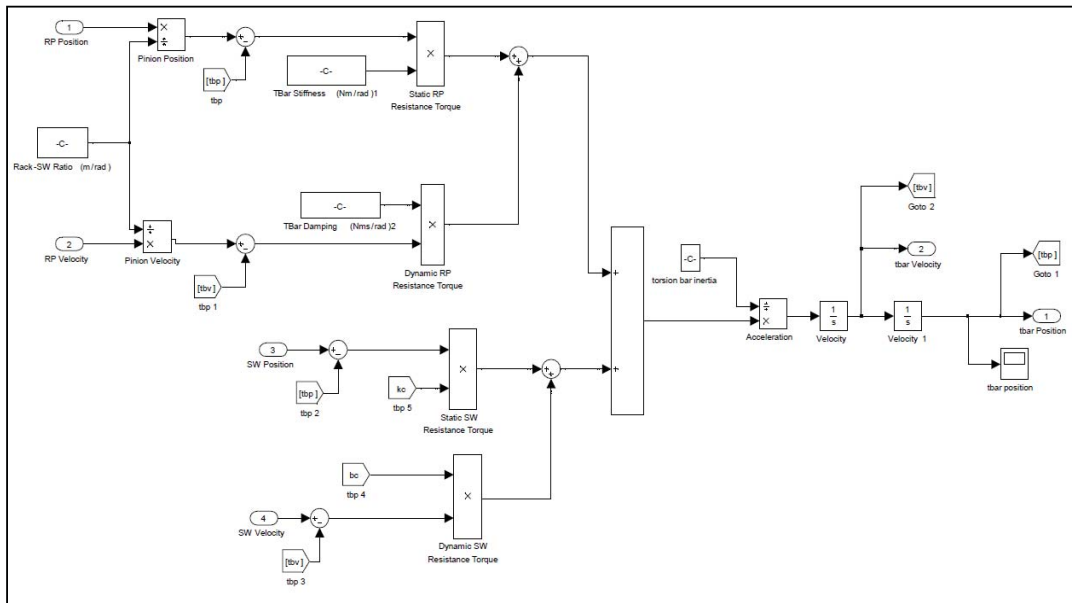 1
RP Position
×
÷
Pinion Position
+
−
[tbp]
tbp
-C-
TBar Stiffness (Nm/rad)1
×
Static RP
Resistance Torque
+
+
-C-
Rack-SW Ratio (m/rad)
-C-
TBar Damping (Nms/rad)2
×
Dynamic RP
Resistance Torque
2
RP Velocity
÷
×
Pinion Velocity
+
−
[tbv]
tbp 1
3
SW Position
+
−
[tbp]
tbp 2
kc
tbp 5
×
Static SW
Resistance Torque
+
+
bc
tbp 4
×
Dynamic SW
Resistance Torque
4
SW Velocity
+
−
[tbv]
tbp 3
+
+
-C-
torsion bar inertia
÷
×
Acceleration
1
s
Velocity
1
s
Velocity 1
[tbv]
Goto 2
2
tbar Velocity
[tbp]
Goto 1
1
tbar Position
tbar position